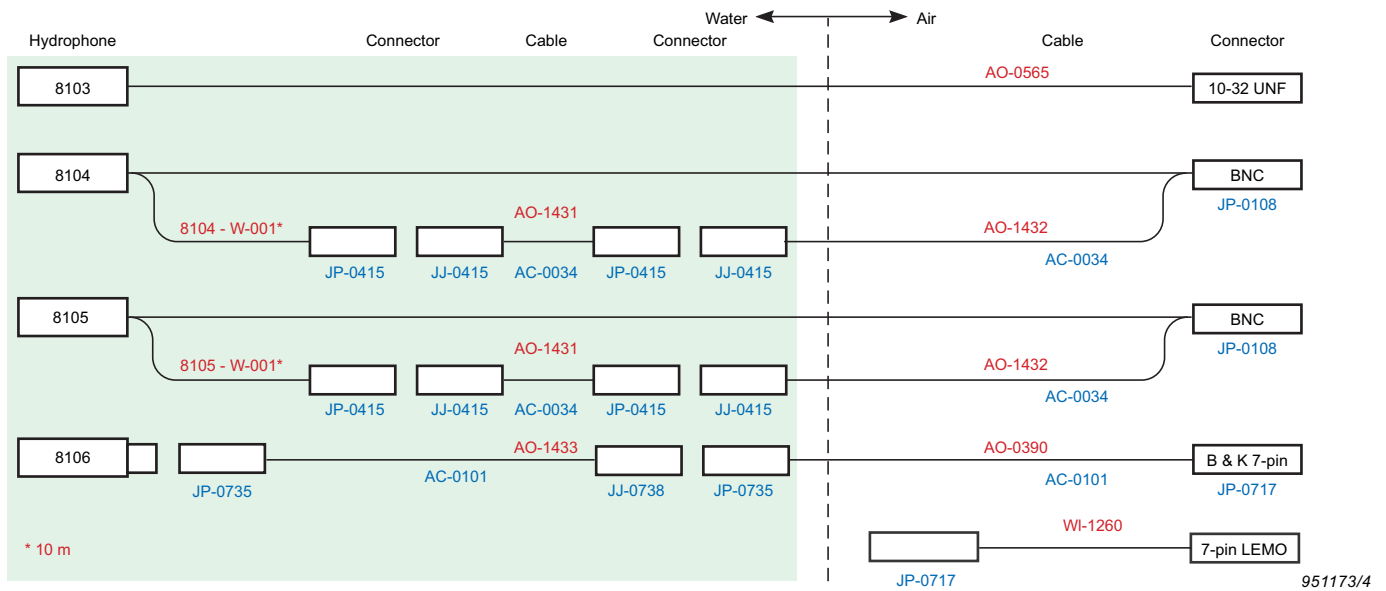 Water Air
Hydrophone Connector Cable Connector Cable Connector
8103 AO-0565 10-32 UNF
8104 BNC
JP-0108
8104 - W-001* AO-1431 AO-1432
JP-0415 JJ-0415 AC-0034 JP-0415 JJ-0415 AC-0034
8105 BNC
JP-0108
8105 - W-001* AO-1431 AO-1432
JP-0415 JJ-0415 AC-0034 JP-0415 JJ-0415 AC-0034
8106 AO-1433 AO-0390 B & K 7-pin
JP-0735 AC-0101 JJ-0738 JP-0735 AC-0101 JP-0717
WI-1260
* 10 m 7-pin LEMO
JP-0717 951173/4